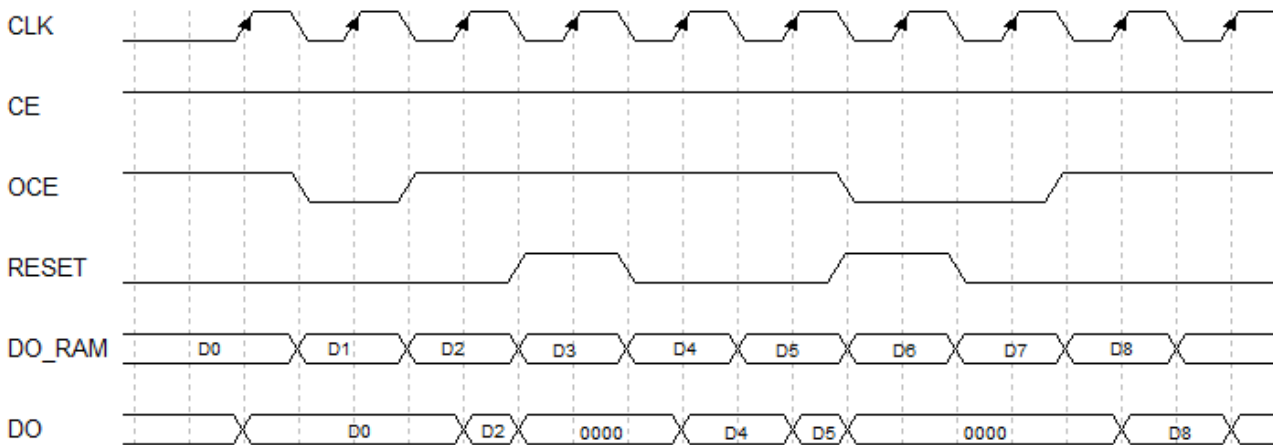 CLK
CE
OCE
RESET
DO_RAM D0 D1 D2 D3 D4 D5 D6 D7 D8
DO D0 D2 0000 D4 D5 0000 D8